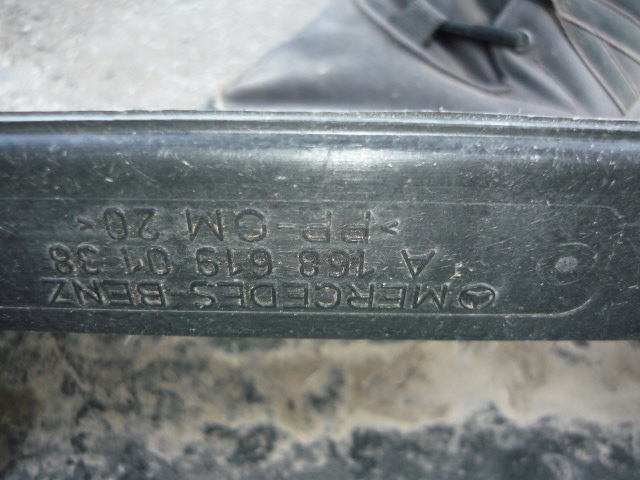 MERCEDES-BENZ
A 168 619 01 38
>PP-GM 20<